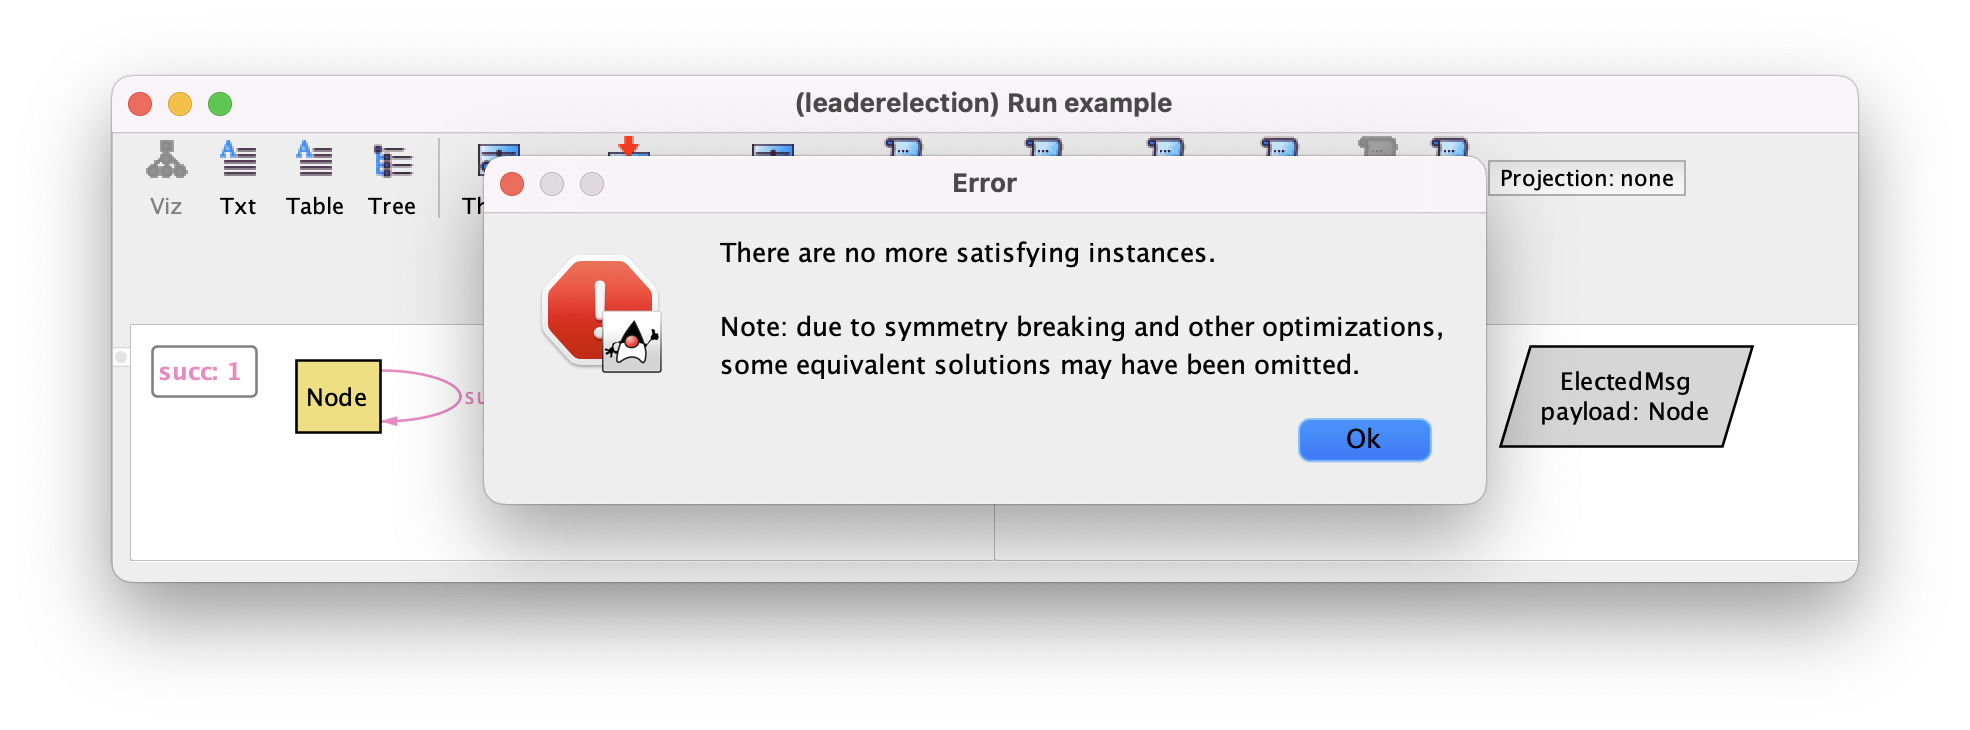 (leaderelection) Run example
Viz
Txt
Table
Tree
Projection: none
Error
There are no more satisfying instances.
Note: due to symmetry breaking and other optimizations,
some equivalent solutions may have been omitted.
Ok
succ: 1
Node
ElectedMsg
payload: Node